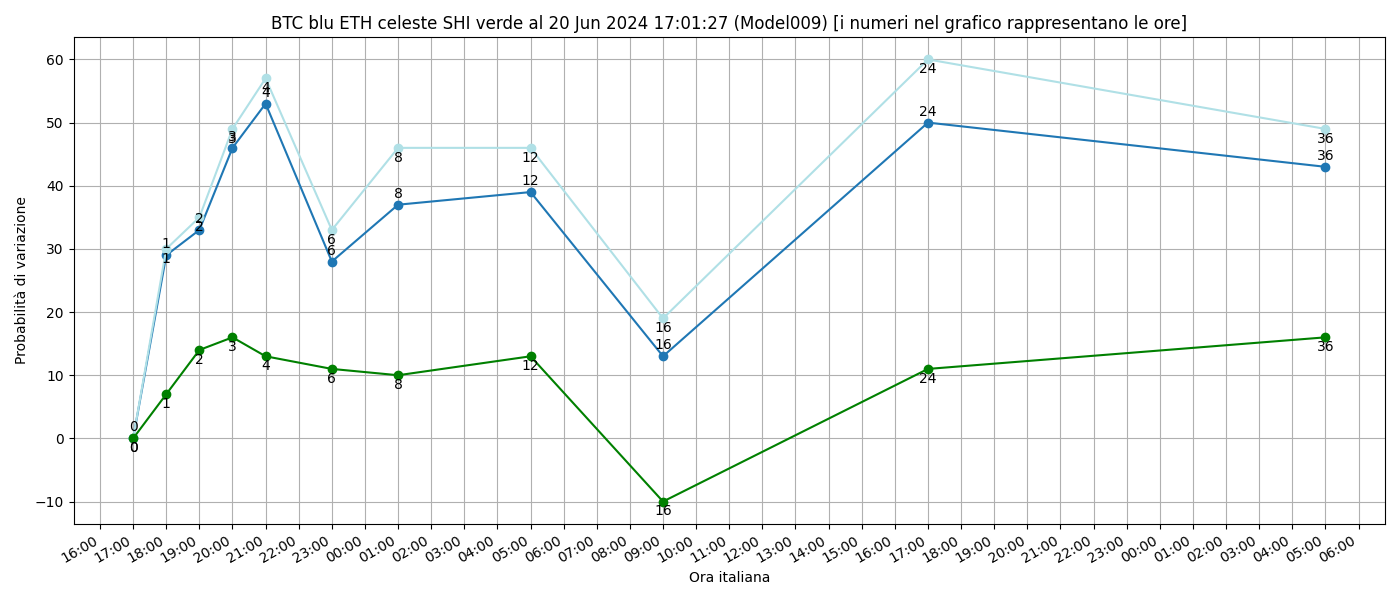 BTC blu ETH celeste SHI verde al 20 Jun 2024 17:01:27 (Model009) [i numeri nel grafico rappresentano le ore]
Probabilità di variazione
60
50
40
30
20
10
0
−10
0 1 2 3 4 6 8 12 16 24 36
0 1 2 3 4 6 8 12 16 24 36
0 1 2 3 4 6 8 12 16 24 36
16:00 17:00 18:00 19:00 20:00 21:00 22:00 23:00 00:00 01:00 02:00 03:00 04:00 05:00 06:00 07:00 08:00 09:00 10:00 11:00 12:00 13:00 14:00 15:00 16:00 17:00 18:00 19:00 20:00 21:00 22:00 23:00 00:00 01:00 02:00 03:00 04:00 05:00 06:00
Ora italiana